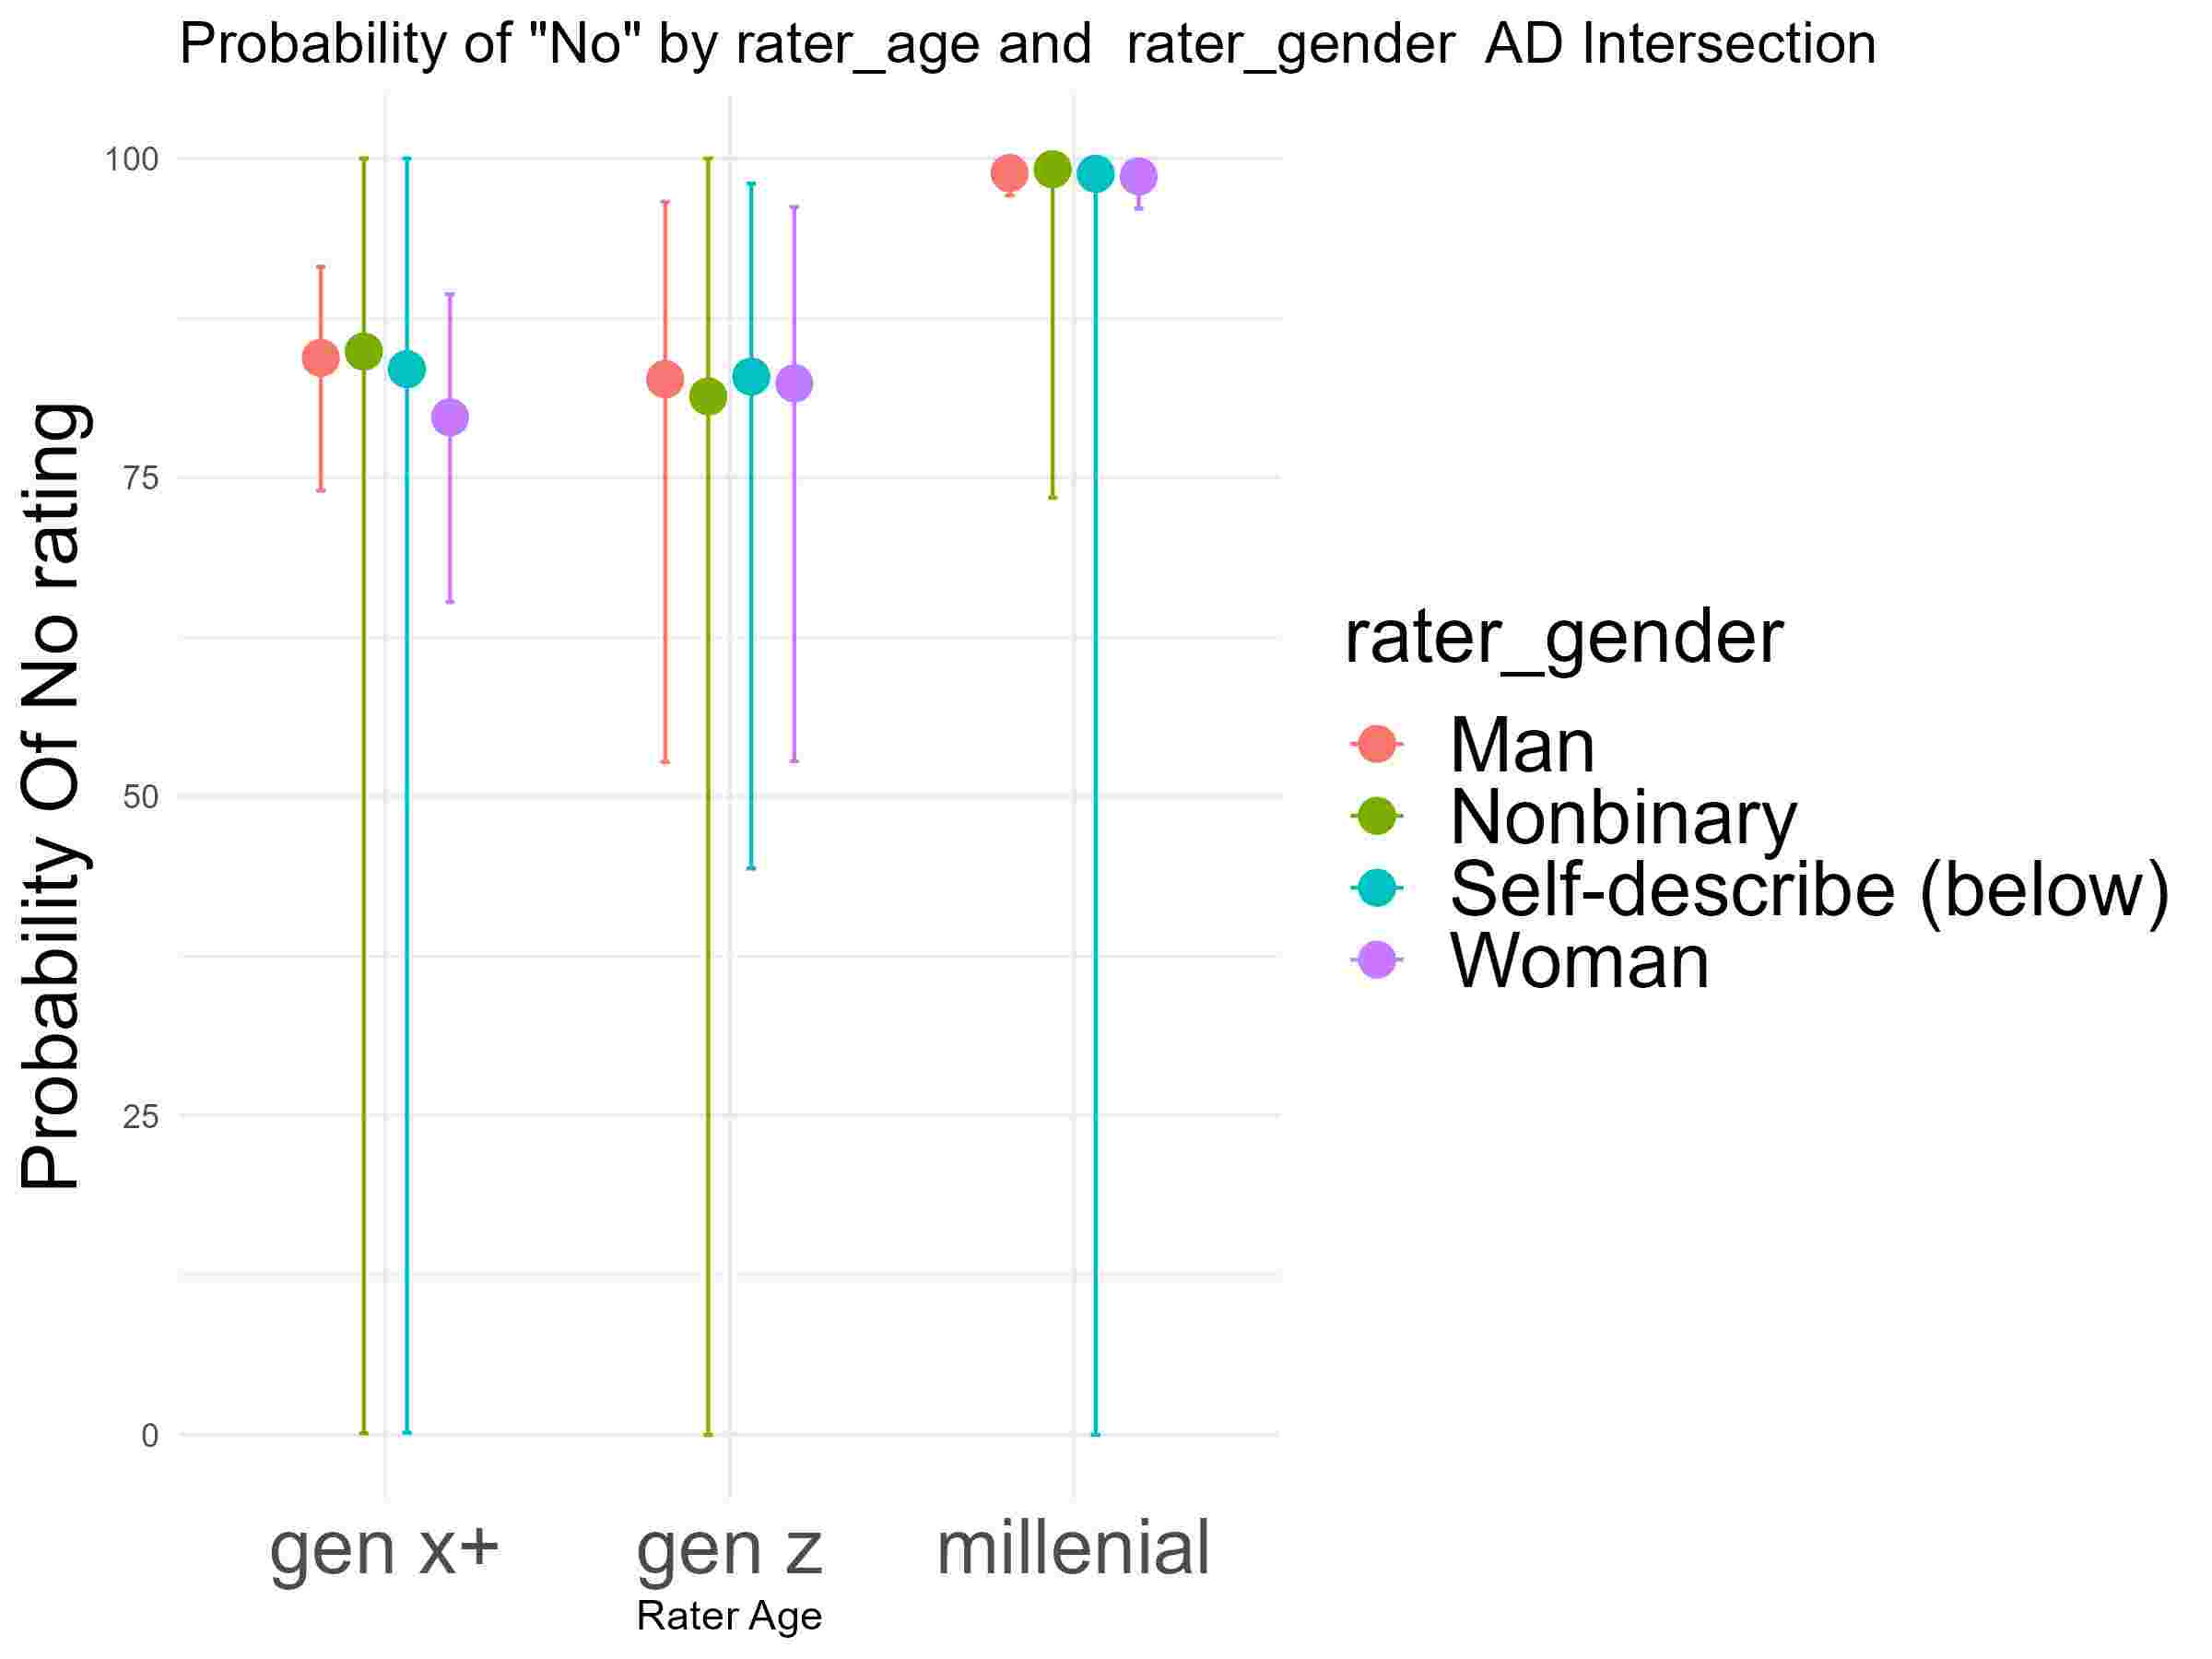 Probability of "No" by rater_age and  rater_gender  AD Intersection
Probability Of No rating
100
75
50
25
0
gen x+
gen z
millenial
Rater Age
rater_gender
Man
Nonbinary
Self-describe (below)
Woman